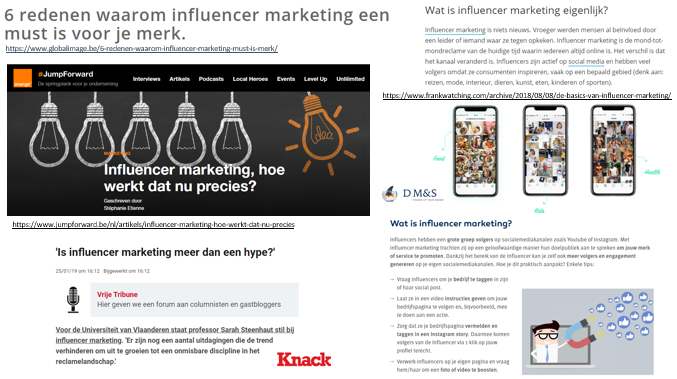 6 redenen waarom influencer marketing een
must is voor je merk.
https://www.globalimage.be/6-redenen-waarom-influencer-marketing-must-is-merk/
orange
#JumpForward
De springplank voor je onderneming
Interviews Artikels Podcasts Local Heroes Events Level Up Unlimited
idea
MARKETING
Influencer marketing, hoe
werkt dat nu precies?
Geschreven door
Stéphanie Etienne
https://www.jumpforward.be/nl/artikels/influencer-marketing-hoe-werkt-dat-nu-precies
'Is influencer marketing meer dan een hype?'
25/01/19 om 16:12 Bijgewerkt om 16:12
Vrije Tribune
Hier geven we een forum aan columnisten en gastbloggers
Voor de Universiteit van Vlaanderen staat professor Sarah Steenhaut stil bij
influencer marketing. 'Er zijn nog een aantal uitdagingen die de trend
verhinderen om uit te groeien tot een onmisbare discipline in het
reclamelandschap.'
Knack
Wat is influencer marketing eigenlijk?
Influencer marketing is niets nieuws. Vroeger werden mensen al beïnvloed door
een leider of iemand waar ze tegen opkeken. Influencer marketing is de mond-tot-
mondreclame van de huidige tijd waarin iedereen altijd online is. Het verschil is dat
het kanaal veranderd is. Influencers zijn actief op social media en hebben veel
volgers omdat ze consumenten inspireren, vaak op een bepaald gebied (denk aan:
reizen, mode, interieur, dieren, kunst, eten, kinderen of sporten).
https://www.frankwatching.com/archive/2018/08/08/de-basics-van-influencer-marketing/
Food
Health
Kids
DM&S
Wat is influencer marketing?
Influencers hebben een grote groep volgers op socialemediakanalen zoals Youtube of Instagram. Met
influencer marketing trachten zij op een geloofwaardige manier hun doelpubliek aan te spreken om jouw merk
of service te promoten. Dankzij het bereik van de influencer kan je zelf ook meer volgers en engagement
genereren op je eigen socialemediakanalen. Hoe je dit praktisch aanpakt? Enkele tips:
→ Vraag influencers om je bedrijf te taggen in zijn
of haar social post.
→ Laat ze in een video instructies geven om jouw
bedrijfspagina te volgen en, bijvoorbeeld, mee
te doen aan een actie.
→ Zorg dat ze je bedrijfspagina vermelden en
taggen in een Instagram story. Daarmee komen
volgers van de influencer via 1 klik op jouw
profiel terecht.
→ Verwerk influencers op je eigen pagina en vraag
hem/haar om een foto of video te boosten.